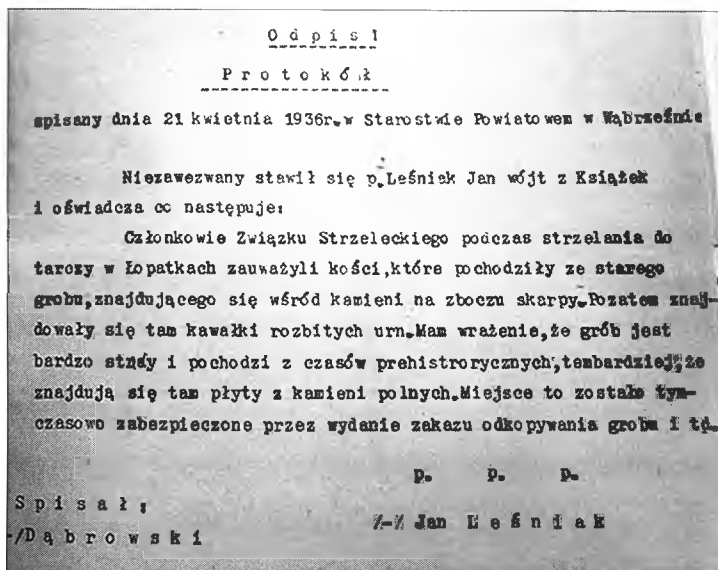 O d p i s !
P r o t o k ó ł
spisany dnia 21 kwietnia 1936r.w Starostwie Powiatowem w Wąbrzeźnie
Niezawezwany stawił się p.Leśniak Jan wójt z Książek
i oświadcza co następuje:
Członkowie Związku Strzeleckiego podczas strzelania do
tarczy w Łopatkach zauważyli kości,które pochodziły ze starego
grobu,znajdującego się wśród kamieni na zboczu skarpy.Pozatem znaj-
dowały się tam kawałki rozbitych urn.Mam wrażenie,że grób jest
bardzo stary i pochodzi z czasów prehistrorycznych,tembardziej,że
znajdują się tam płyty z kamieni polnych.Miejsce to zostało tym-
czasowo zabezpieczone przez wydanie zakazu odkopywania grobu i td.
p. p. p.
S p i s a ł :
/-/ Jan L e ś n i a k
-/D ą b r o w s k i